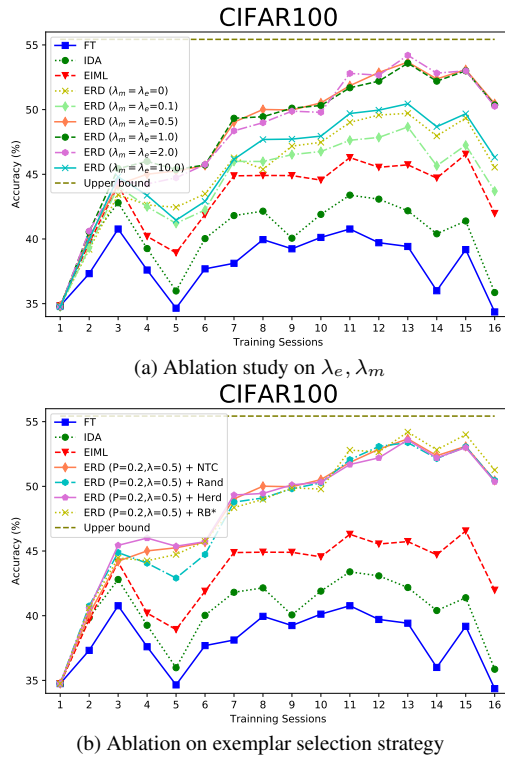 CIFAR100
55
50
45
40
35
Accuracy (%)
FT
IDA
EIML
ERD (λm = λe=0)
ERD (λm = λe=0.1)
ERD (λm = λe=0.5)
ERD (λm = λe=1.0)
ERD (λm = λe=2.0)
ERD (λm = λe=10.0)
Upper bound
1 2 3 4 5 6 7 8 9 10 11 12 13 14 15 16
Training Sessions
(a) Ablation study on λe, λm
CIFAR100
55
50
45
40
35
Accuracy (%)
FT
IDA
EIML
ERD (P=0.2,λ=0.5) + NTC
ERD (P=0.2,λ=0.5) + Rand
ERD (P=0.2,λ=0.5) + Herd
ERD (P=0.2,λ=0.5) + RB*
Upper bound
1 2 3 4 5 6 7 8 9 10 11 12 13 14 15 16
Trainning Sessions
(b) Ablation on exemplar selection strategy